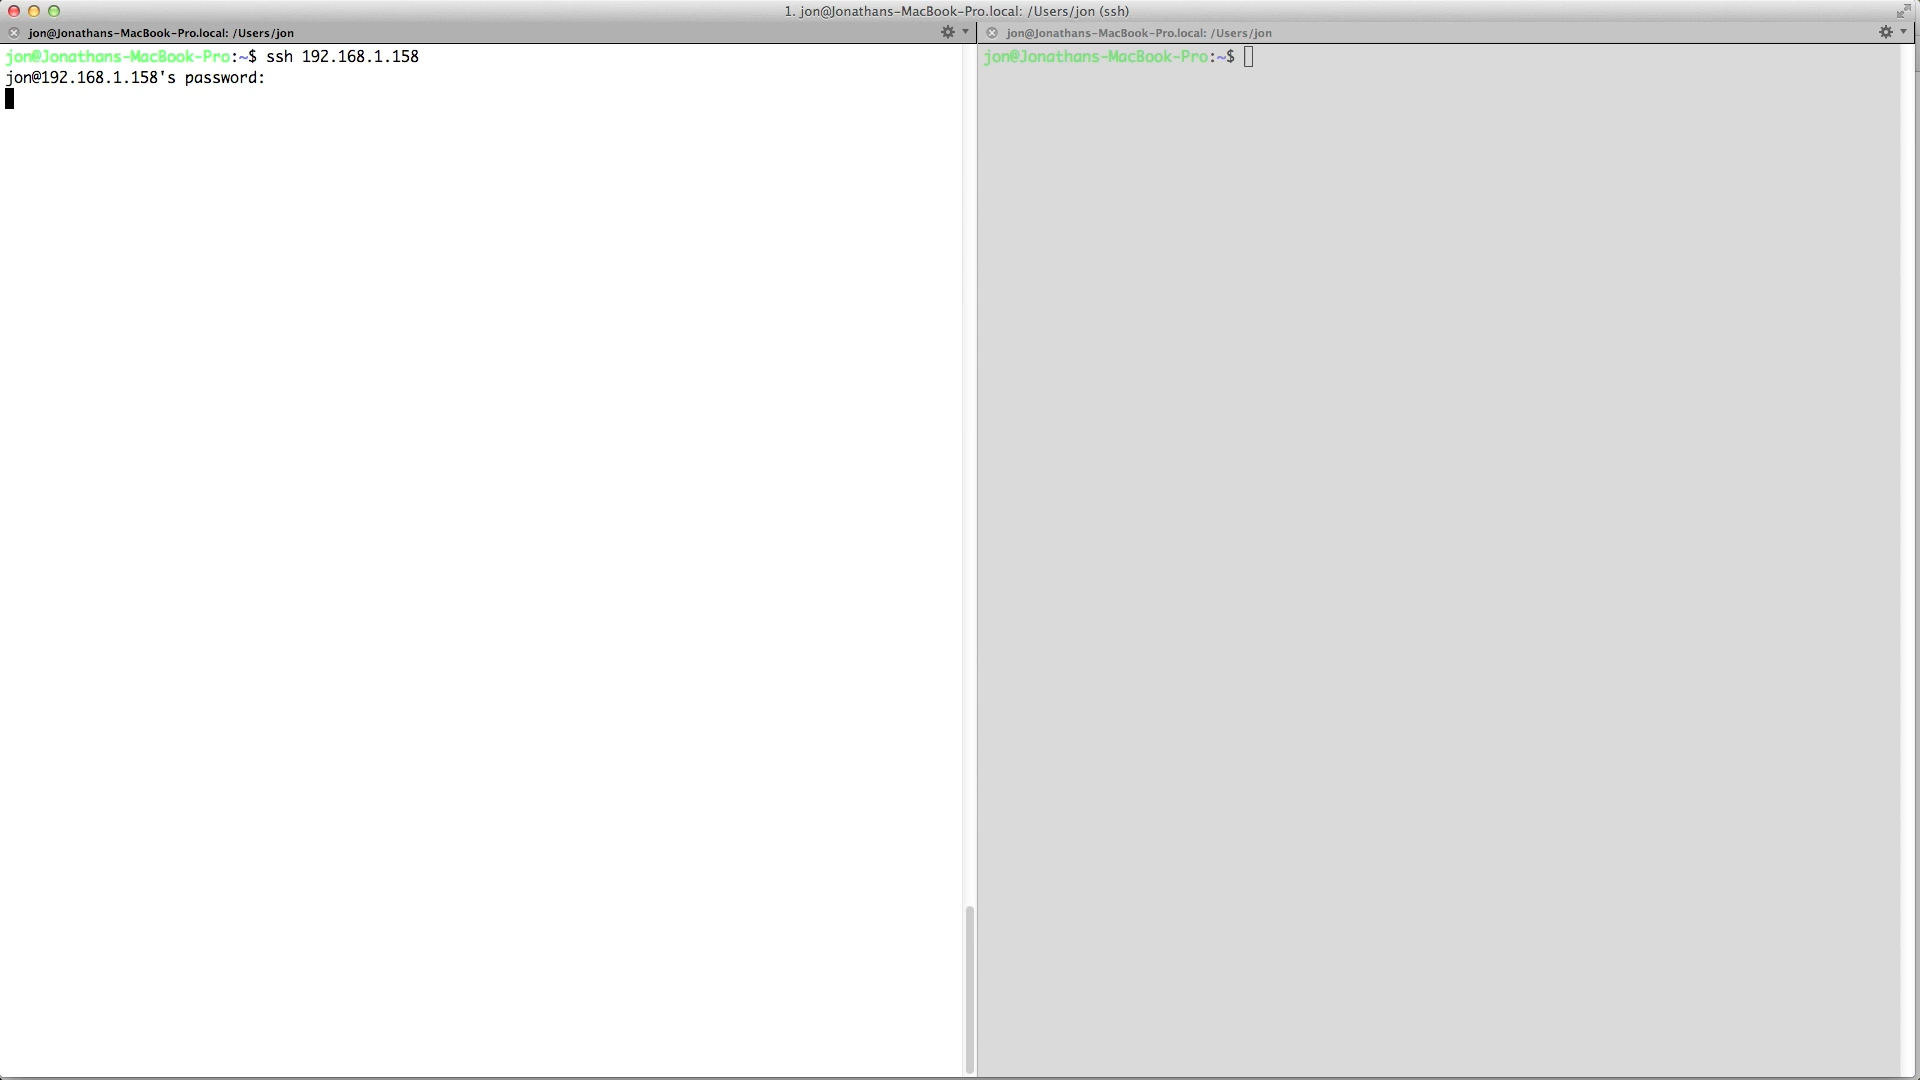 1. jon@Jonathans-MacBook-Pro.local: /Users/jon (ssh)
jon@Jonathans-MacBook-Pro.local: /Users/jon
jon@Jonathans-MacBook-Pro:~$ ssh 192.168.1.158
jon@192.168.1.158's password:
jon@Jonathans-MacBook-Pro.local: /Users/jon
jon@Jonathans-MacBook-Pro:~$